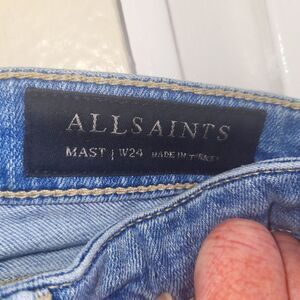 ALLSAINTS
MAST | W24 MADE IN TURKEY